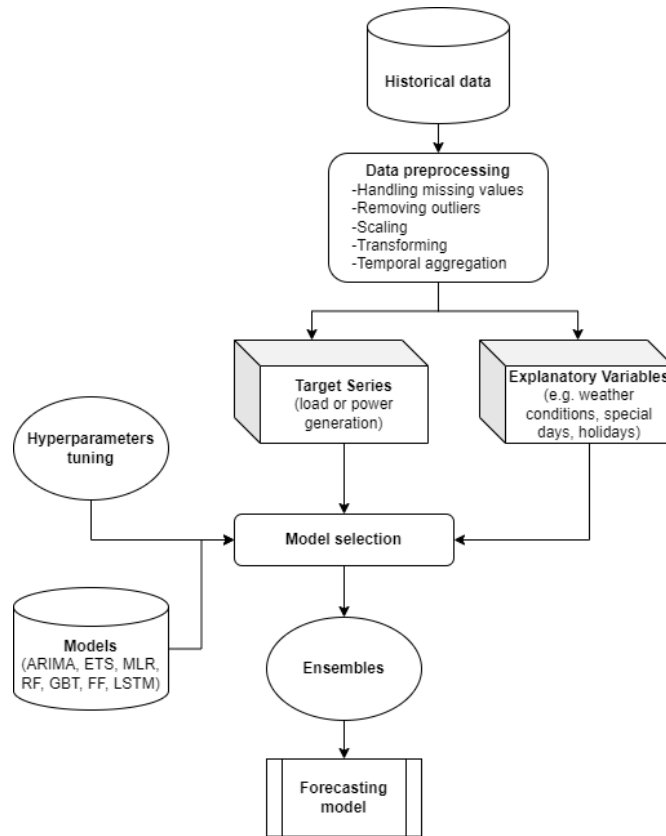 Historical data
Data preprocessing
-Handling missing values
-Removing outliers
-Scaling
-Transforming
-Temporal aggregation
Target Series
(load or power
generation)
Explanatory Variables
(e.g. weather
conditions, special
days, holidays)
Hyperparameters
tuning
Model selection
Models
(ARIMA, ETS, MLR,
RF, GBT, FF, LSTM)
Ensembles
Forecasting
model